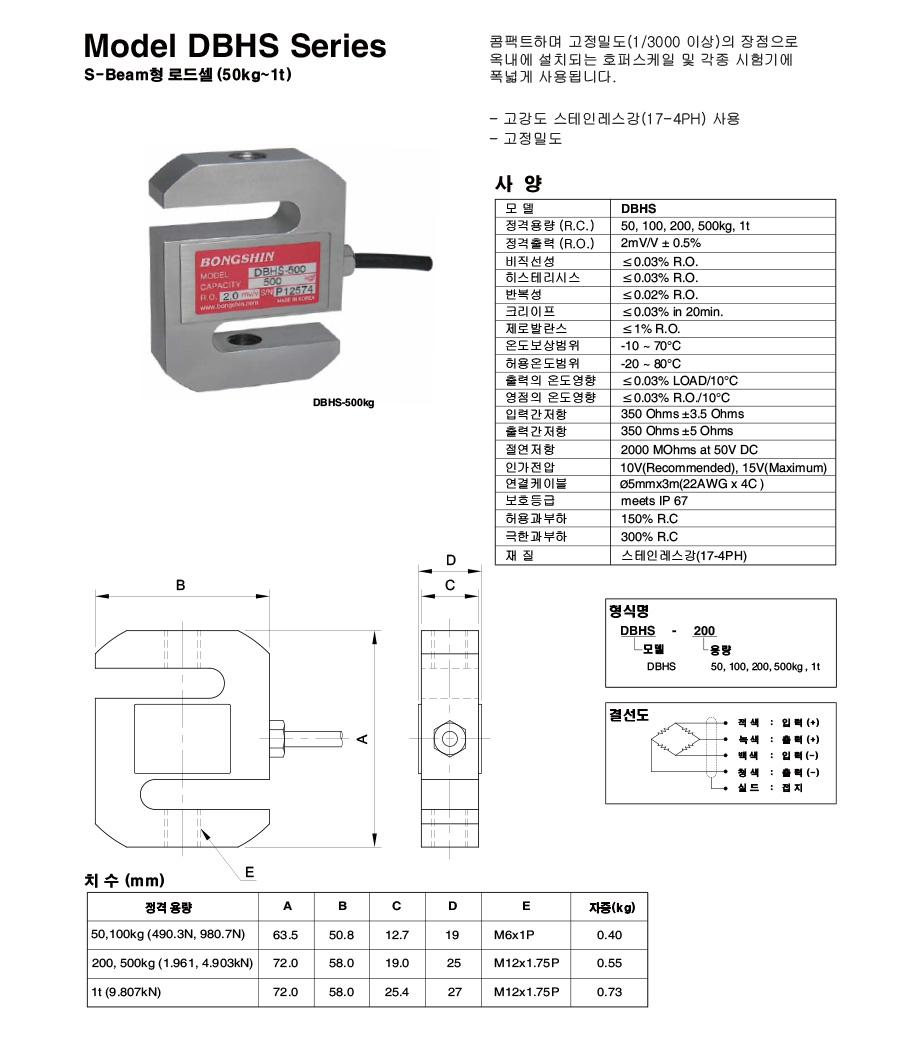 Model DBHS Series
S-Beam형 로드셀 (50kg~1t)
콤팩트하며 고정밀도(1/3000 이상)의 장점으로
옥내에 설치되는 호퍼스케일 및 각종 시험기에
폭넓게 사용됩니다.
- 고강도 스테인레스강(17-4PH) 사용
- 고정밀도
BONGSHIN
MODEL DBHS-500
CAPACITY 500
R.O. 2.0 mV/V S/N P12574
www.bongshin.com MADE IN KOREA
DBHS-500kg
사 양
모 델 DBHS
정격용량 (R.C.) 50, 100, 200, 500kg, 1t
정격출력 (R.O.) 2mV/V ± 0.5%
비직선성 ≤0.03% R.O.
히스테리시스 ≤0.03% R.O.
반복성 ≤0.02% R.O.
크리이프 ≤0.03% in 20min.
제로발란스 ≤1% R.O.
온도보상범위 -10 ~ 70°C
허용온도범위 -20 ~ 80°C
출력의 온도영향 ≤0.03% LOAD/10°C
영점의 온도영향 ≤0.03% R.O./10°C
입력간저항 350 Ohms ±3.5 Ohms
출력간저항 350 Ohms ±5 Ohms
절연저항 2000 MOhms at 50V DC
인가전압 10V(Recommended), 15V(Maximum)
연결케이블 Ø5mmx3m(22AWG x 4C )
보호등급 meets IP 67
허용과부하 150% R.C
극한과부하 300% R.C
재 질 스테인레스강(17-4PH)
B
D
C
A
E
형식명
DBHS - 200
모델 용량
DBHS 50, 100, 200, 500kg , 1t
결선도
적색 : 입력(+)
녹색 : 출력(+)
백색 : 입력(-)
청색 : 출력(-)
실드 : 접지
치 수 (mm)
정격 용량 A B C D E 자중(kg)
50,100kg (490.3N, 980.7N) 63.5 50.8 12.7 19 M6x1P 0.40
200, 500kg (1.961, 4.903kN) 72.0 58.0 19.0 25 M12x1.75P 0.55
1t (9.807kN) 72.0 58.0 25.4 27 M12x1.75P 0.73